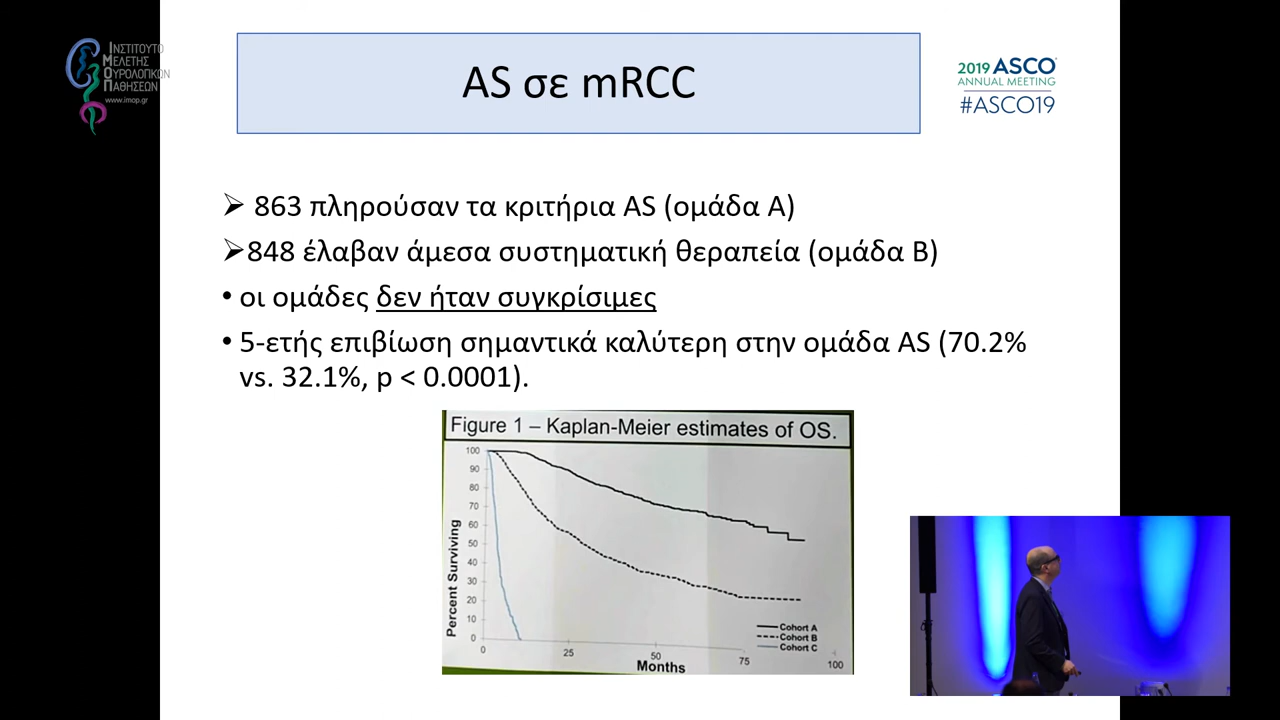 ΙΝΣΤΙΤΟΥΤΟ
ΜΕΛΕΤΗΣ
ΟΥΡΟΛΟΓΙΚΩΝ
ΠΑΘΗΣΕΩΝ
www.imop.gr
AS σε mRCC
2019 ASCO
ANNUAL MEETING
#ASCO19
➢ 863 πληρούσαν τα κριτήρια AS (ομάδα Α)
➢848 έλαβαν άμεσα συστηματική θεραπεία (ομάδα Β)
• οι ομάδες δεν ήταν συγκρίσιμες
• 5-ετής επιβίωση σημαντικά καλύτερη στην ομάδα AS (70.2%
vs. 32.1%, p < 0.0001).
Figure 1 – Kaplan-Meier estimates of OS.
100
90
80
70
60
50
40
30
20
10
0
Percent Surviving
Cohort A
Cohort B
Cohort C
0
25
50
75
100
Months